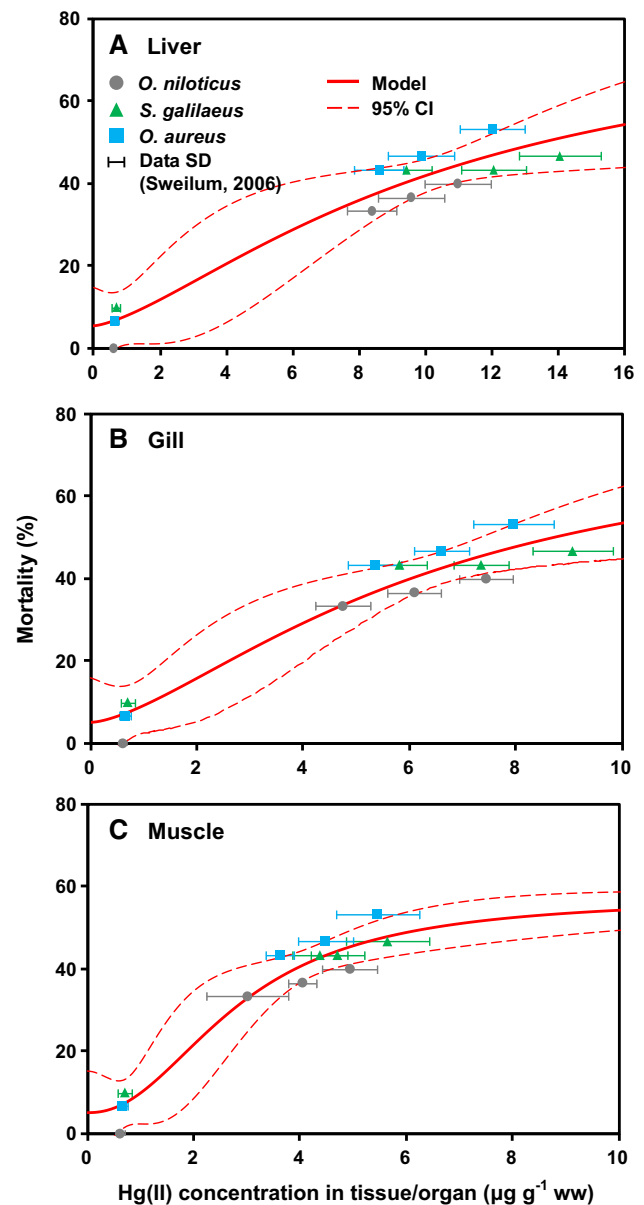 A Liver
O. niloticus
S. galilaeus
O. aureus
Data SD
(Sweilum, 2006)
Model
95% CI
80
60
40
20
0
0 2 4 6 8 10 12 14 16
B Gill
80
60
40
20
0
0 2 4 6 8 10
Mortality (%)
C Muscle
80
60
40
20
0
0 2 4 6 8 10
Hg(II) concentration in tissue/organ (µg g⁻¹ ww)